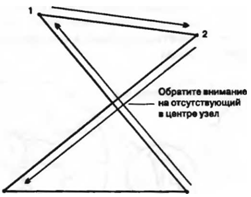 1
2
Обратите внимание
на отсутствующий
в центре узел